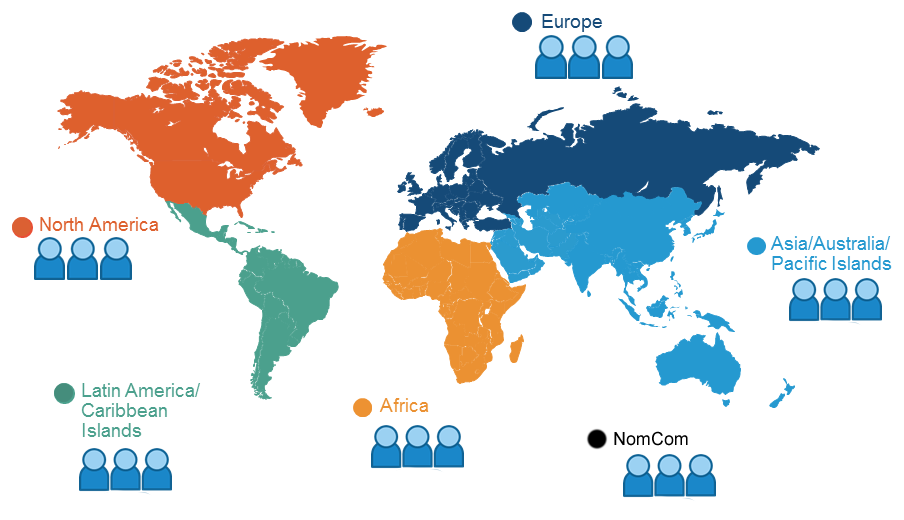 Europe
North America
Asia/Australia/
Pacific Islands
Latin America/
Caribbean
Islands
Africa
NomCom